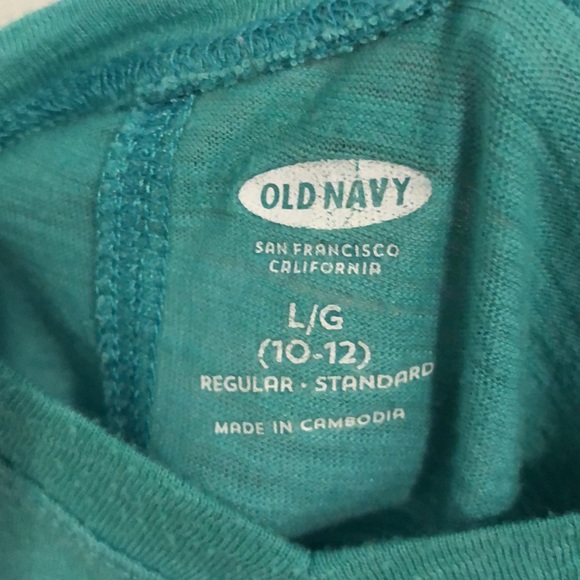 OLD NAVY
SAN FRANCISCO
CALIFORNIA
L/G
(10-12)
REGULAR • STANDARD
MADE IN CAMBODIA